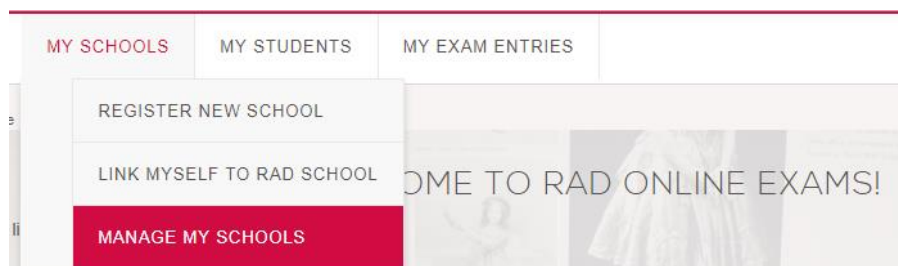 MY SCHOOLS MY STUDENTS MY EXAM ENTRIES
REGISTER NEW SCHOOL
LINK MYSELF TO RAD SCHOOL
OME TO RAD ONLINE EXAMS!
MANAGE MY SCHOOLS